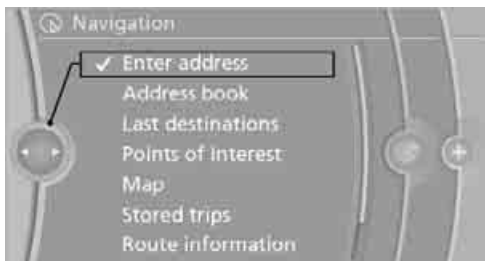 Navigation
Enter address
Address book
Last destinations
Points of Interest
Map
Stored trips
Route information